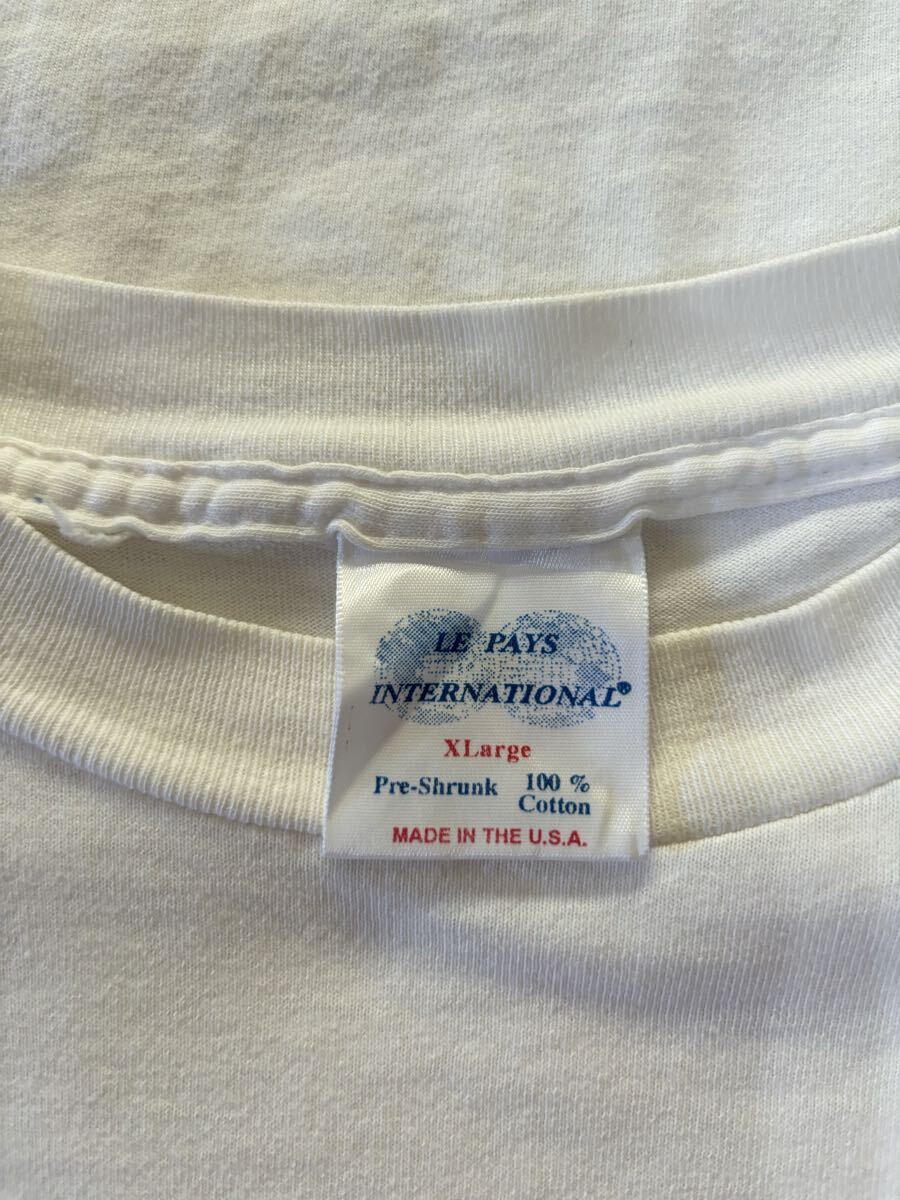 LE PAYS
INTERNATIONAL®
XLarge
Pre-Shrunk 100 %
Cotton
MADE IN THE U.S.A.